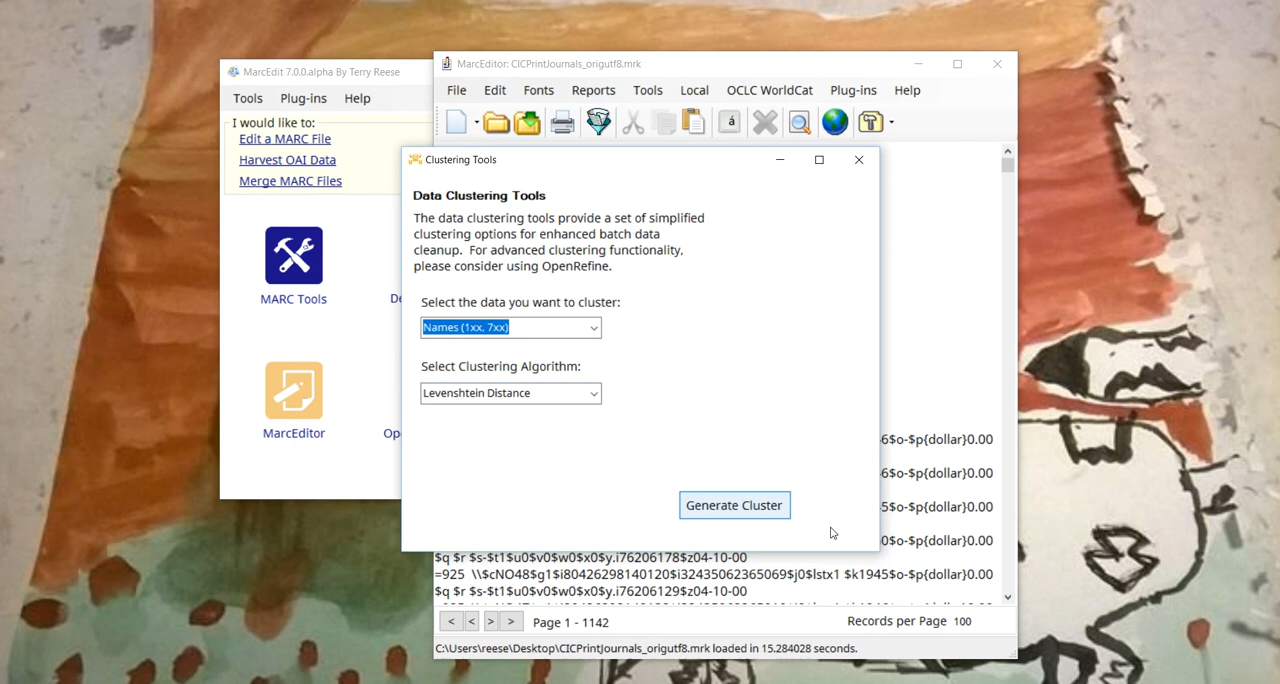 MarcEdit 7.0.0.alpha By Terry Reese
Tools Plug-ins Help
I would like to:
Edit a MARC File
Harvest OAI Data
Merge MARC Files
MARC Tools
MarcEditor
MarcEditor: CICPrintJournals_origutf8.mrk
File Edit Fonts Reports Tools Local OCLC WorldCat Plug-ins Help
á
Clustering Tools
Data Clustering Tools
The data clustering tools provide a set of simplified
clustering options for enhanced batch data
cleanup. For advanced clustering functionality,
please consider using OpenRefine.
Select the data you want to cluster:
Names (1xx, 7xx)
Select Clustering Algorithm:
Levenshtein Distance
Generate Cluster
6$o-$p{dollar}0.00
6$o-$p{dollar}0.00
5$o-$p{dollar}0.00
0$o-$p{dollar}0.00
$q $r $s-$t1$u0$v0$w0$x0$y.i76206178$z04-10-00
=925 \\$cNO48$g1$i80426298140120$i32435062365069$j0$lstx1 $k1945$o-$p{dollar}0.00
$q $r $s-$t1$u0$v0$w0$x0$y.i76206129$z04-10-00
< < > > Page 1 - 1142 Records per Page 100
C:\Users\reese\Desktop\CICPrintJournals_origutf8.mrk loaded in 15.284028 seconds.